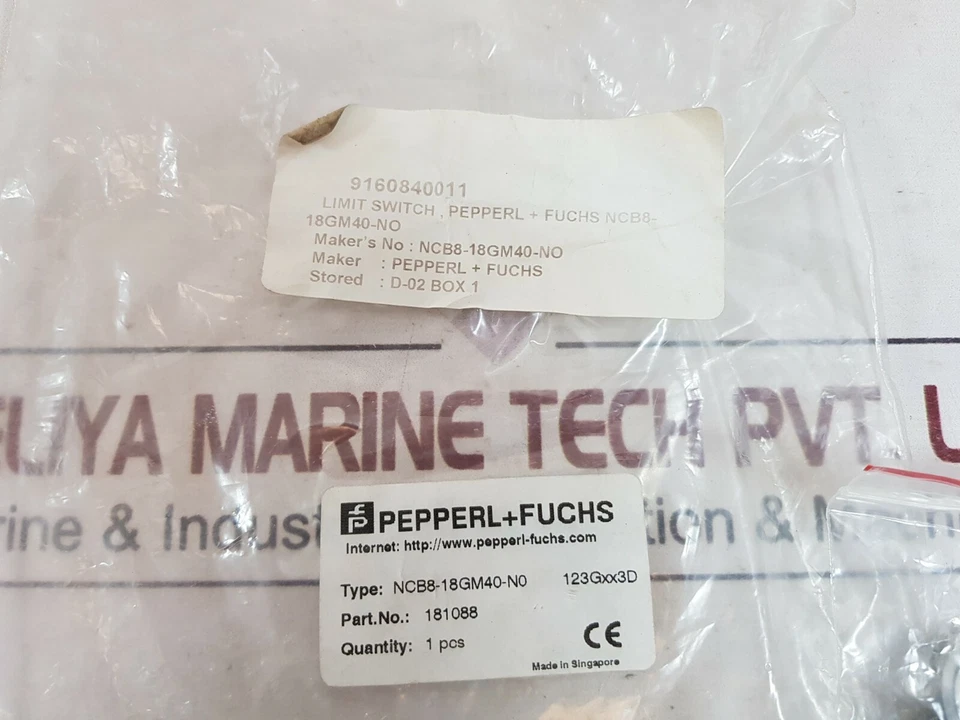 9160840011
LIMIT SWITCH , PEPPERL + FUCHS NCB8-
18GM40-NO
Maker's No : NCB8-18GM40-NO
Maker : PEPPERL + FUCHS
Stored : D-02 BOX 1
ELIYA MARINE TECH PVT
rine & Indust tion & M
PEPPERL+FUCHS
Internet: http://www.pepperl-fuchs.com
Type: NCB8-18GM40-N0 123Gxx3D
Part.No.: 181088
Quantity: 1 pcs
CE
Made in Singapore